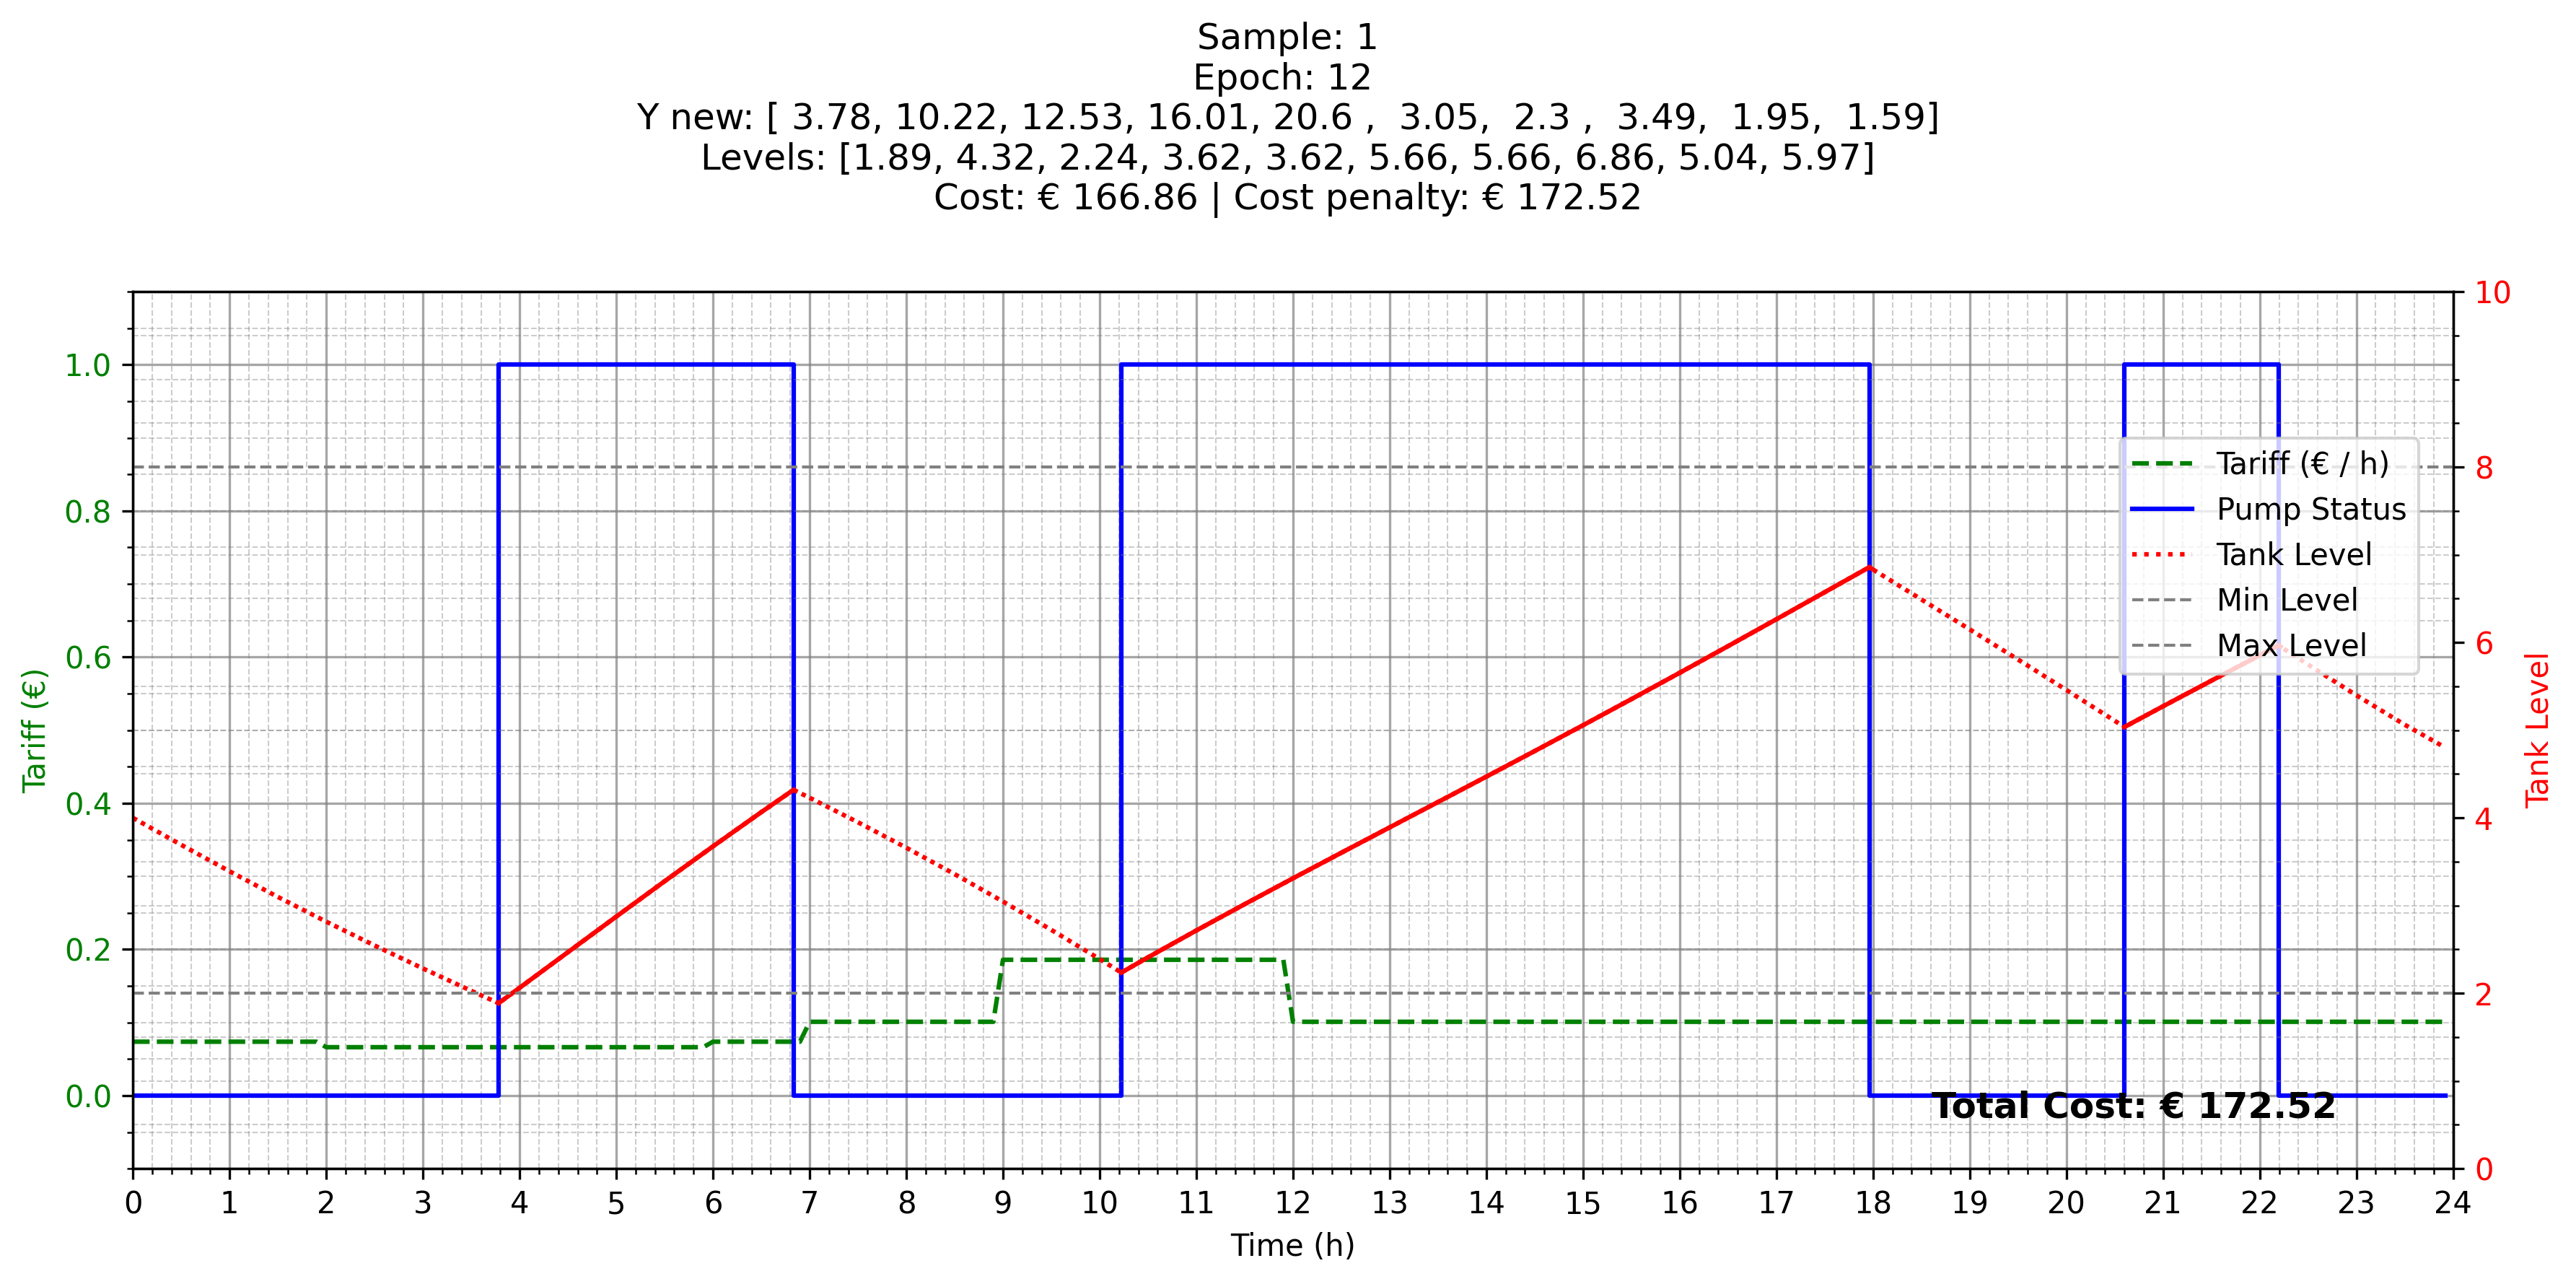 Sample: 1
Epoch: 12
Y new: [ 3.78, 10.22, 12.53, 16.01, 20.6 ,  3.05,  2.3 ,  3.49,  1.95,  1.59]
Levels: [1.89, 4.32, 2.24, 3.62, 3.62, 5.66, 5.66, 6.86, 5.04, 5.97]
Cost: € 166.86 | Cost penalty: € 172.52
1.0
0.8
0.6
0.4
0.2
0.0
Tariff (€)
10
8
6
4
2
0
Tank Level
Tariff (€ / h)
Pump Status
Tank Level
Min Level
Max Level
Total Cost: € 172.52
0 1 2 3 4 5 6 7 8 9 10 11 12 13 14 15 16 17 18 19 20 21 22 23 24
Time (h)